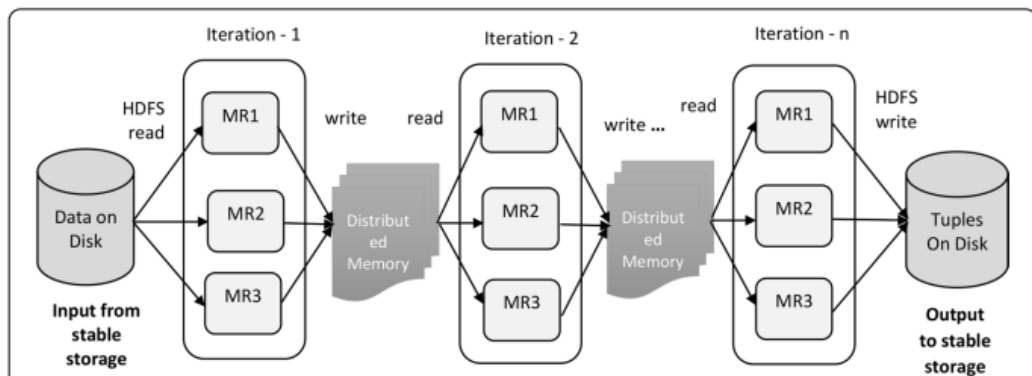 Iteration - 1
Iteration - 2
Iteration - n
HDFS
read
MR1
MR2
MR3
write
read
MR1
MR2
MR3
write ...
read
MR1
MR2
MR3
HDFS
write
Data on
Disk
Distribut
ed
Memory
Distribut
ed
Memory
Tuples
On Disk
Input from
stable
storage
Output
to stable
storage